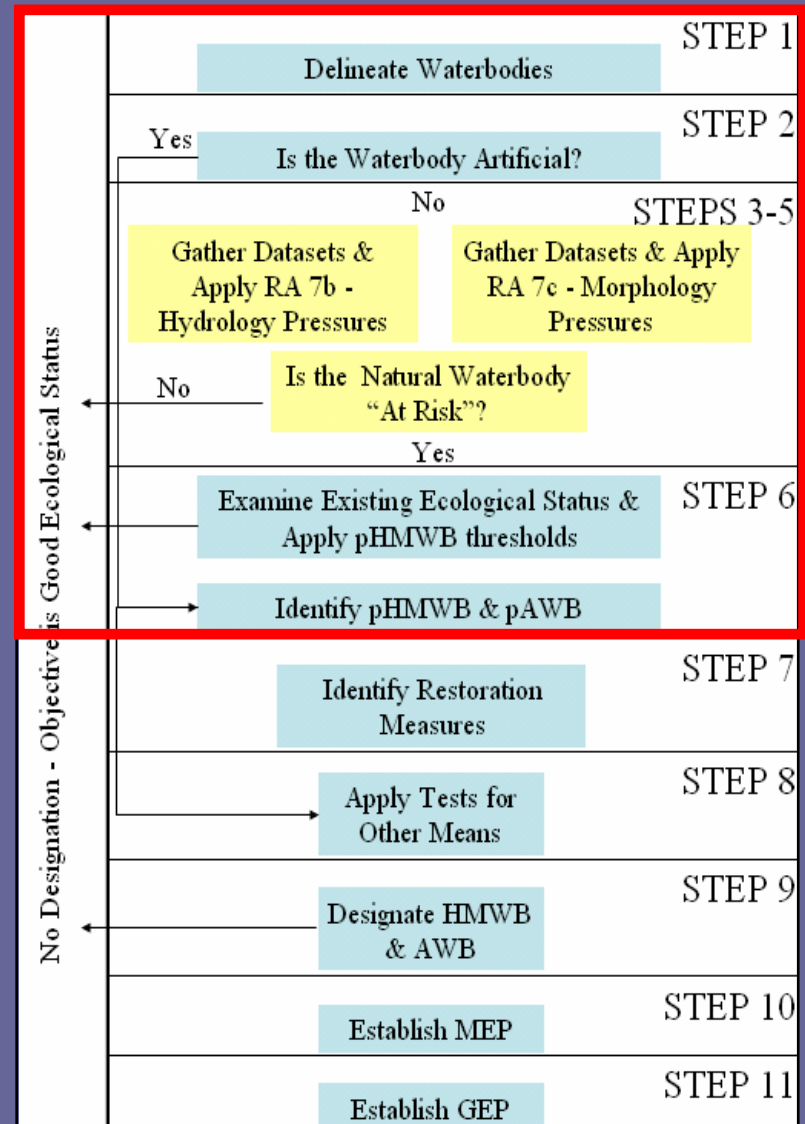 STEP 1
Delineate Waterbodies
STEP 2
Yes
Is the Waterbody Artificial?
No
STEPS 3-5
Gather Datasets &
Apply RA 7b -
Hydrology Pressures
Gather Datasets & Apply
RA 7c - Morphology
Pressures
Is the Natural Waterbody
“At Risk”?
No
Yes
STEP 6
Examine Existing Ecological Status &
Apply pHMWB thresholds
Identify pHMWB & pAWB
No Designation - Objective is Good Ecological Status
STEP 7
Identify Restoration
Measures
STEP 8
Apply Tests for
Other Means
STEP 9
Designate HMWB
& AWB
STEP 10
Establish MEP
STEP 11
Establish GEP